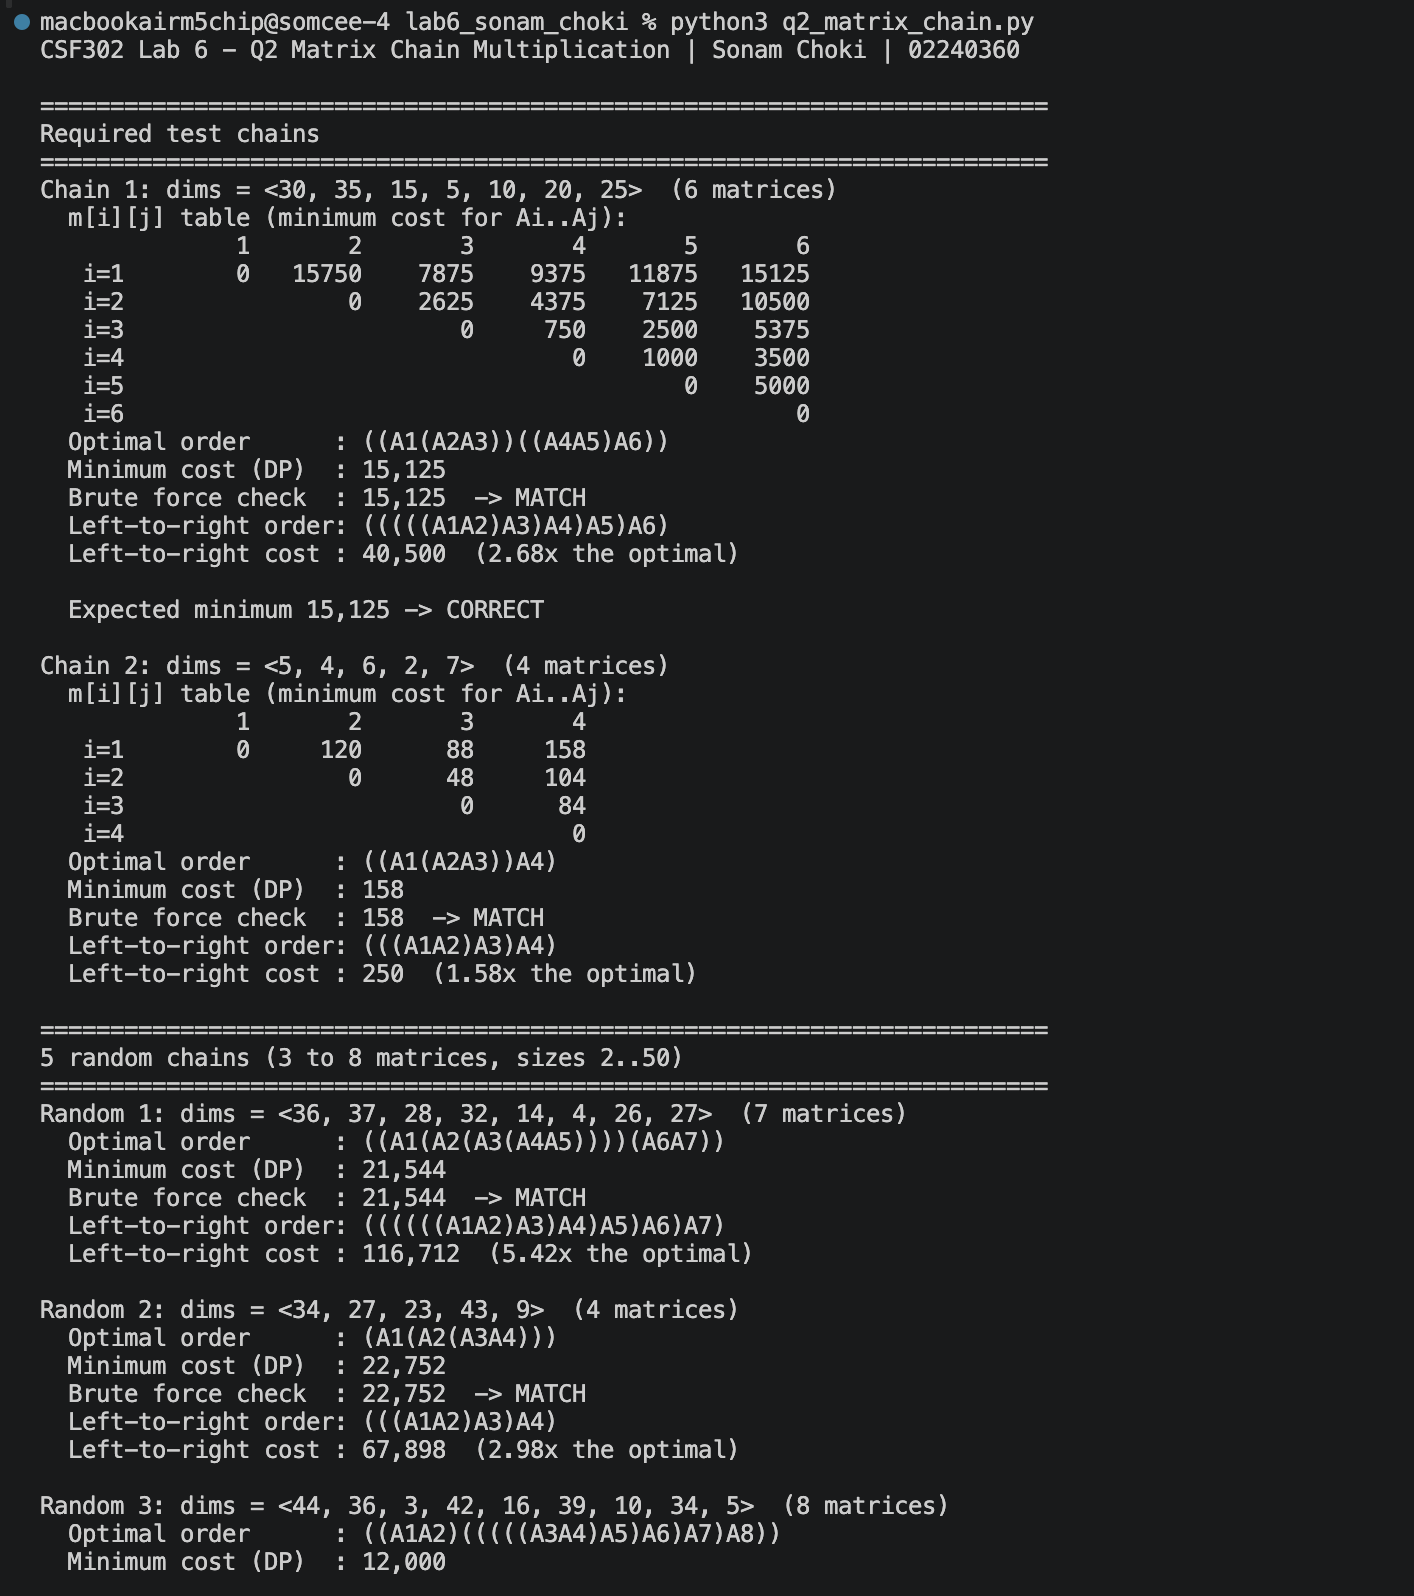 macbookairm5chip@somcee-4 lab6_sonam_choki % python3 q2_matrix_chain.py
CSF302 Lab 6 - Q2 Matrix Chain Multiplication | Sonam Choki | 02240360

========================================================================
Required test chains
========================================================================
Chain 1: dims = <30, 35, 15, 5, 10, 20, 25>  (6 matrices)
  m[i][j] table (minimum cost for Ai..Aj):
              1       2       3       4       5       6
   i=1        0   15750    7875    9375   11875   15125
   i=2                0    2625    4375    7125   10500
   i=3                        0     750    2500    5375
   i=4                                0    1000    3500
   i=5                                        0    5000
   i=6                                                0
  Optimal order      : ((A1(A2A3))((A4A5)A6))
  Minimum cost (DP)  : 15,125
  Brute force check  : 15,125  -> MATCH
  Left-to-right order: (((((A1A2)A3)A4)A5)A6)
  Left-to-right cost : 40,500  (2.68x the optimal)

  Expected minimum 15,125 -> CORRECT

Chain 2: dims = <5, 4, 6, 2, 7>  (4 matrices)
  m[i][j] table (minimum cost for Ai..Aj):
              1       2       3       4
   i=1        0     120      88     158
   i=2                0      48     104
   i=3                        0      84
   i=4                                0
  Optimal order      : ((A1(A2A3))A4)
  Minimum cost (DP)  : 158
  Brute force check  : 158  -> MATCH
  Left-to-right order: (((A1A2)A3)A4)
  Left-to-right cost : 250  (1.58x the optimal)

========================================================================
5 random chains (3 to 8 matrices, sizes 2..50)
========================================================================
Random 1: dims = <36, 37, 28, 32, 14, 4, 26, 27>  (7 matrices)
  Optimal order      : ((A1(A2(A3(A4A5))))(A6A7))
  Minimum cost (DP)  : 21,544
  Brute force check  : 21,544  -> MATCH
  Left-to-right order: ((((((A1A2)A3)A4)A5)A6)A7)
  Left-to-right cost : 116,712  (5.42x the optimal)

Random 2: dims = <34, 27, 23, 43, 9>  (4 matrices)
  Optimal order      : (A1(A2(A3A4)))
  Minimum cost (DP)  : 22,752
  Brute force check  : 22,752  -> MATCH
  Left-to-right order: (((A1A2)A3)A4)
  Left-to-right cost : 67,898  (2.98x the optimal)

Random 3: dims = <44, 36, 3, 42, 16, 39, 10, 34, 5>  (8 matrices)
  Optimal order      : ((A1A2)(((((A3A4)A5)A6)A7)A8))
  Minimum cost (DP)  : 12,000